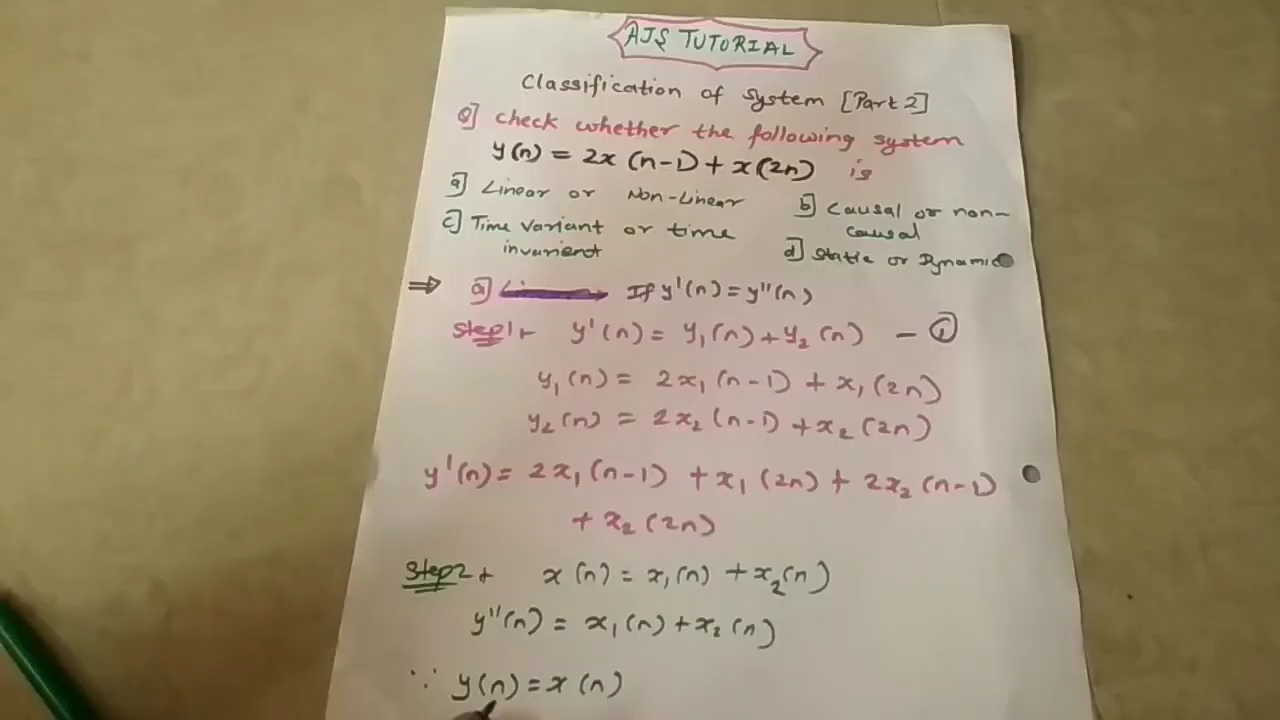 AJS TUTORIAL
Classification of system [Part 2]
Q] check whether the following system
y(n) = 2x(n-1) + x(2n) is
a] Linear or Non-Linear
b] Causal or non-
causal
c] Time variant or time
invarient
d] Static or Dynamic
⇒ a] If y'(n) = y''(n)
Step1+ y'(n) = y₁(n) + y₂(n) - ①
y₁(n) = 2x₁(n-1) + x₁(2n)
y₂(n) = 2x₂(n-1) + x₂(2n)
y'(n) = 2x₁(n-1) + x₁(2n) + 2x₂(n-1)
+ x₂(2n)
Step2+ x(n) = x₁(n) + x₂(n)
y''(n) = x₁(n) + x₂(n)
∵ y(n) = x(n)